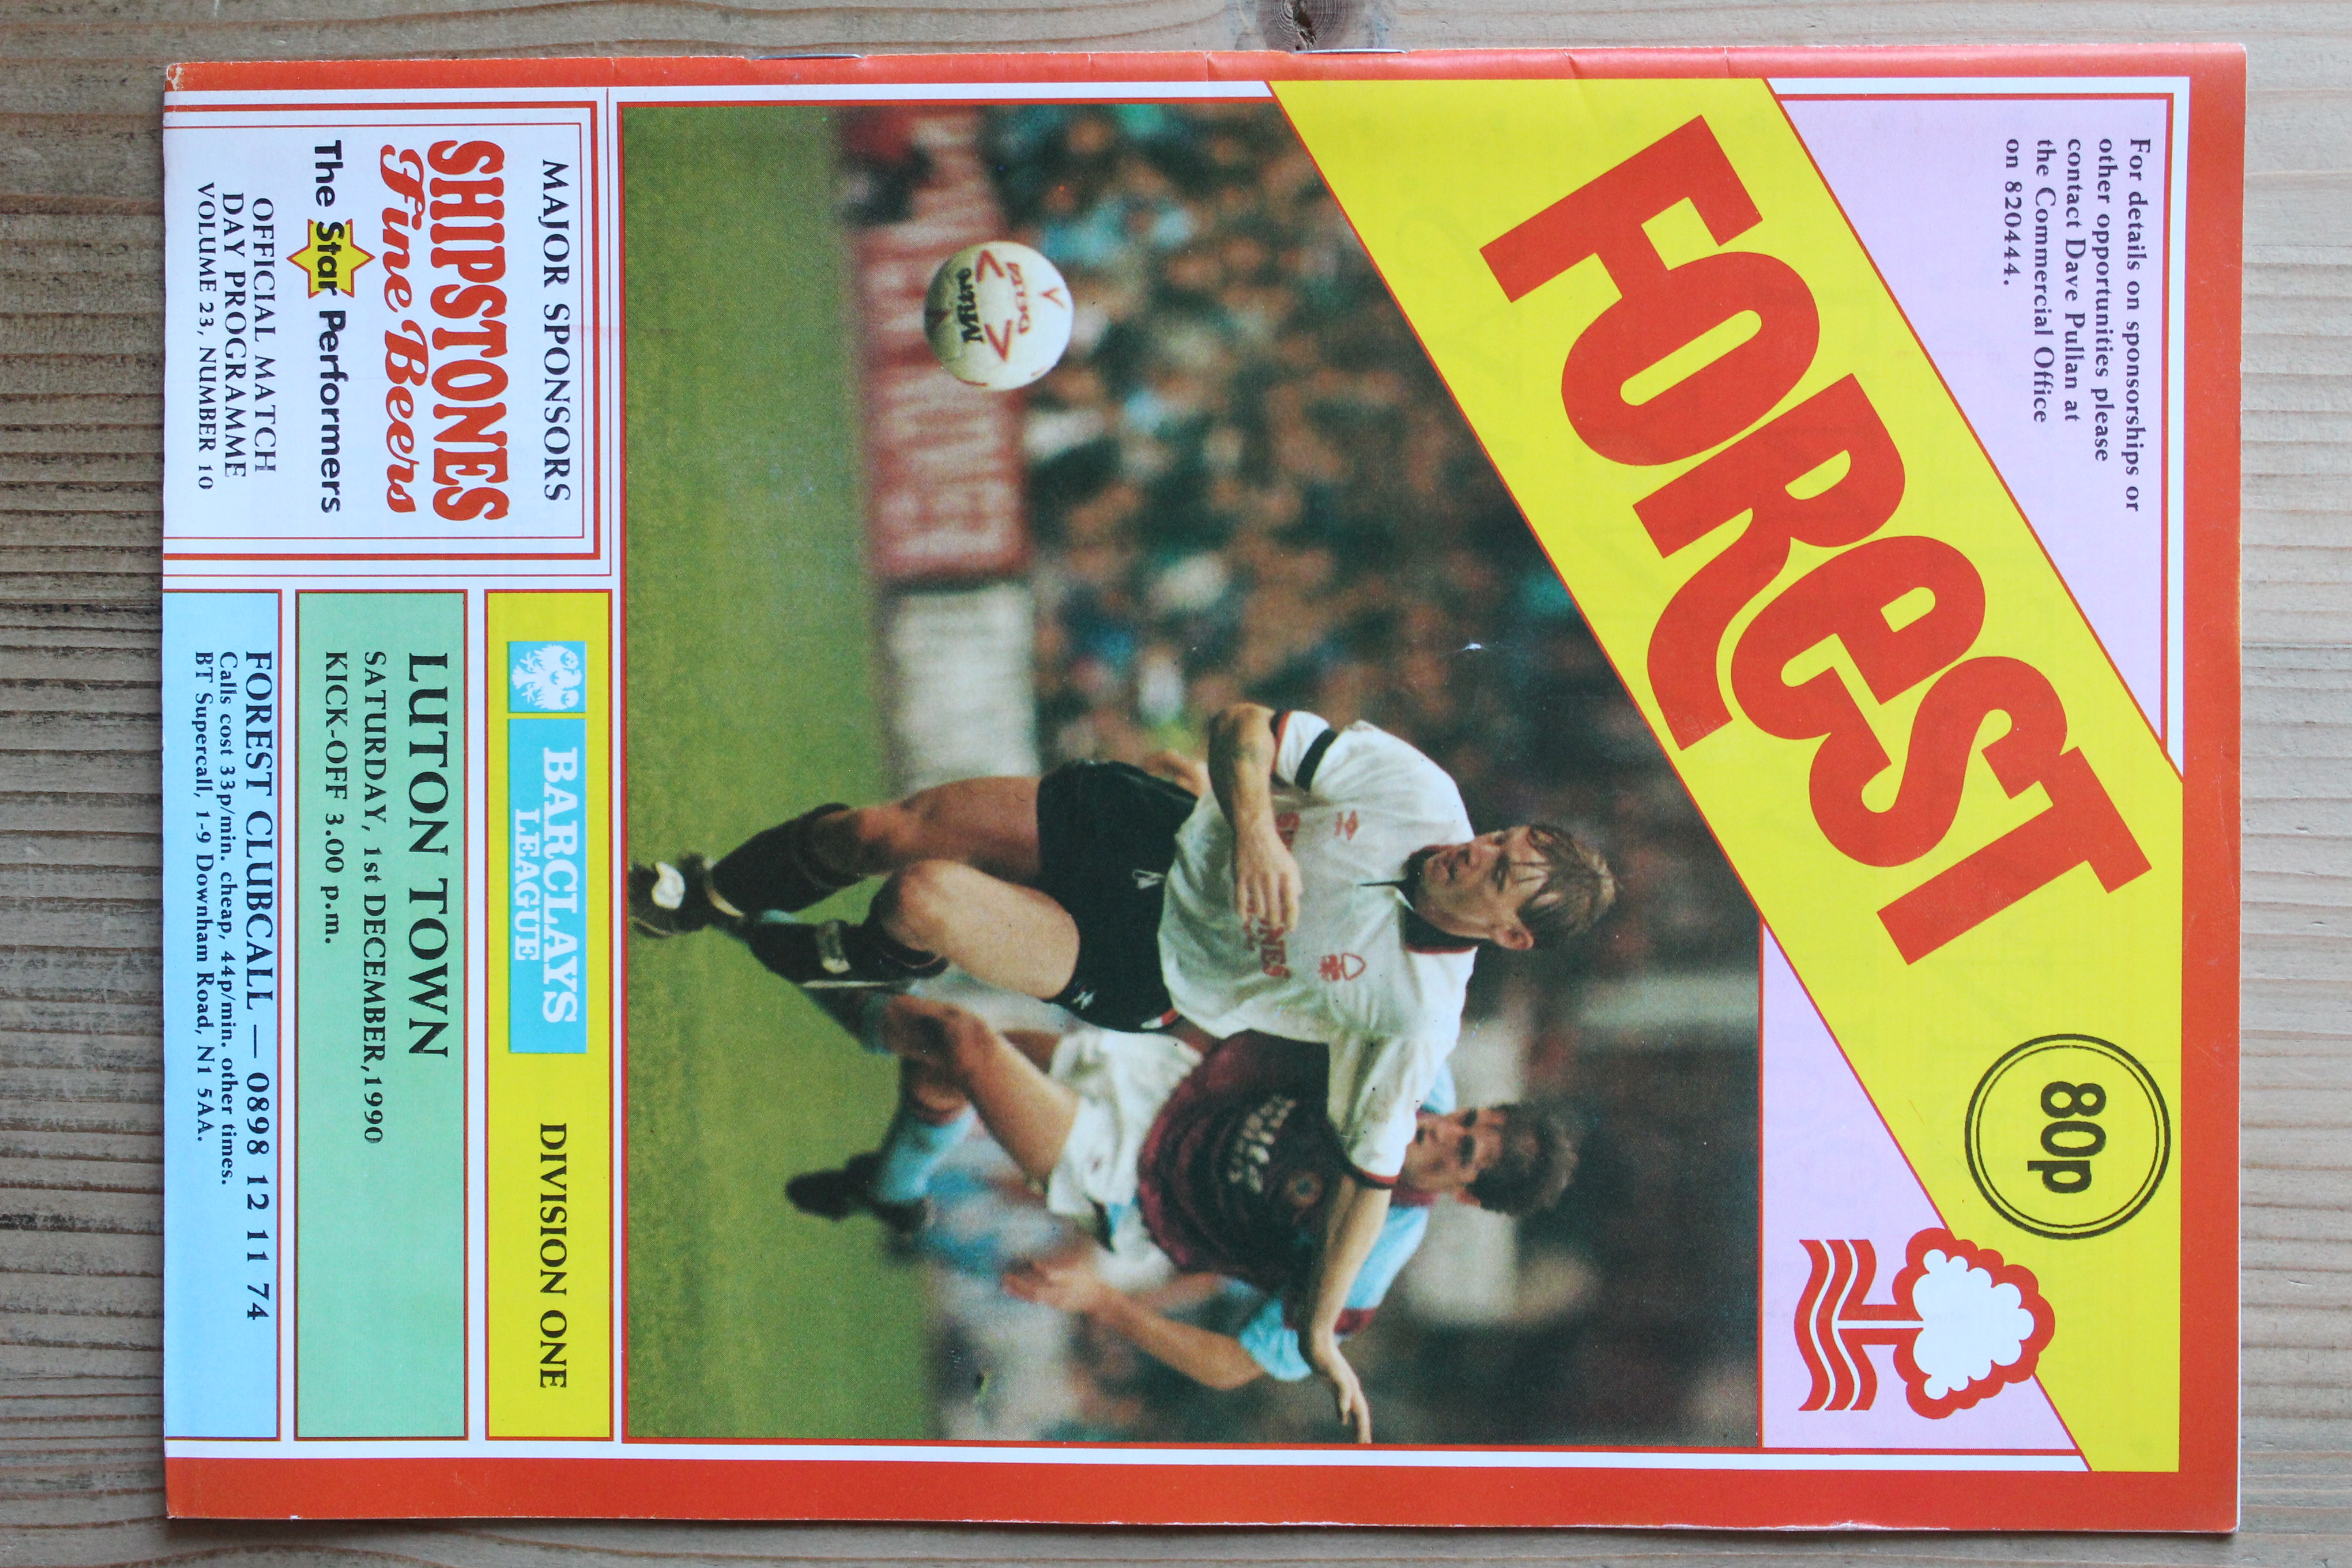 For details on sponsorships or
other opportunities please
contact Dave Pullan at
the Commercial Office
on 820444.
FOREST
80p
Mitre
MAJOR SPONSORS
SHIPSTONES
Fine Beers
The Star Performers
OFFICIAL MATCH
DAY PROGRAMME
VOLUME 23, NUMBER 10
BARCLAYS
LEAGUE
DIVISION ONE
LUTON TOWN
SATURDAY, 1st DECEMBER, 1990
KICK-OFF 3.00 p.m.
FOREST CLUBCALL — 0898 12 11 74
Calls cost 33p/min. cheap, 44p/min. other times.
BT Supercall, 1-9 Downham Road, N1 5AA.